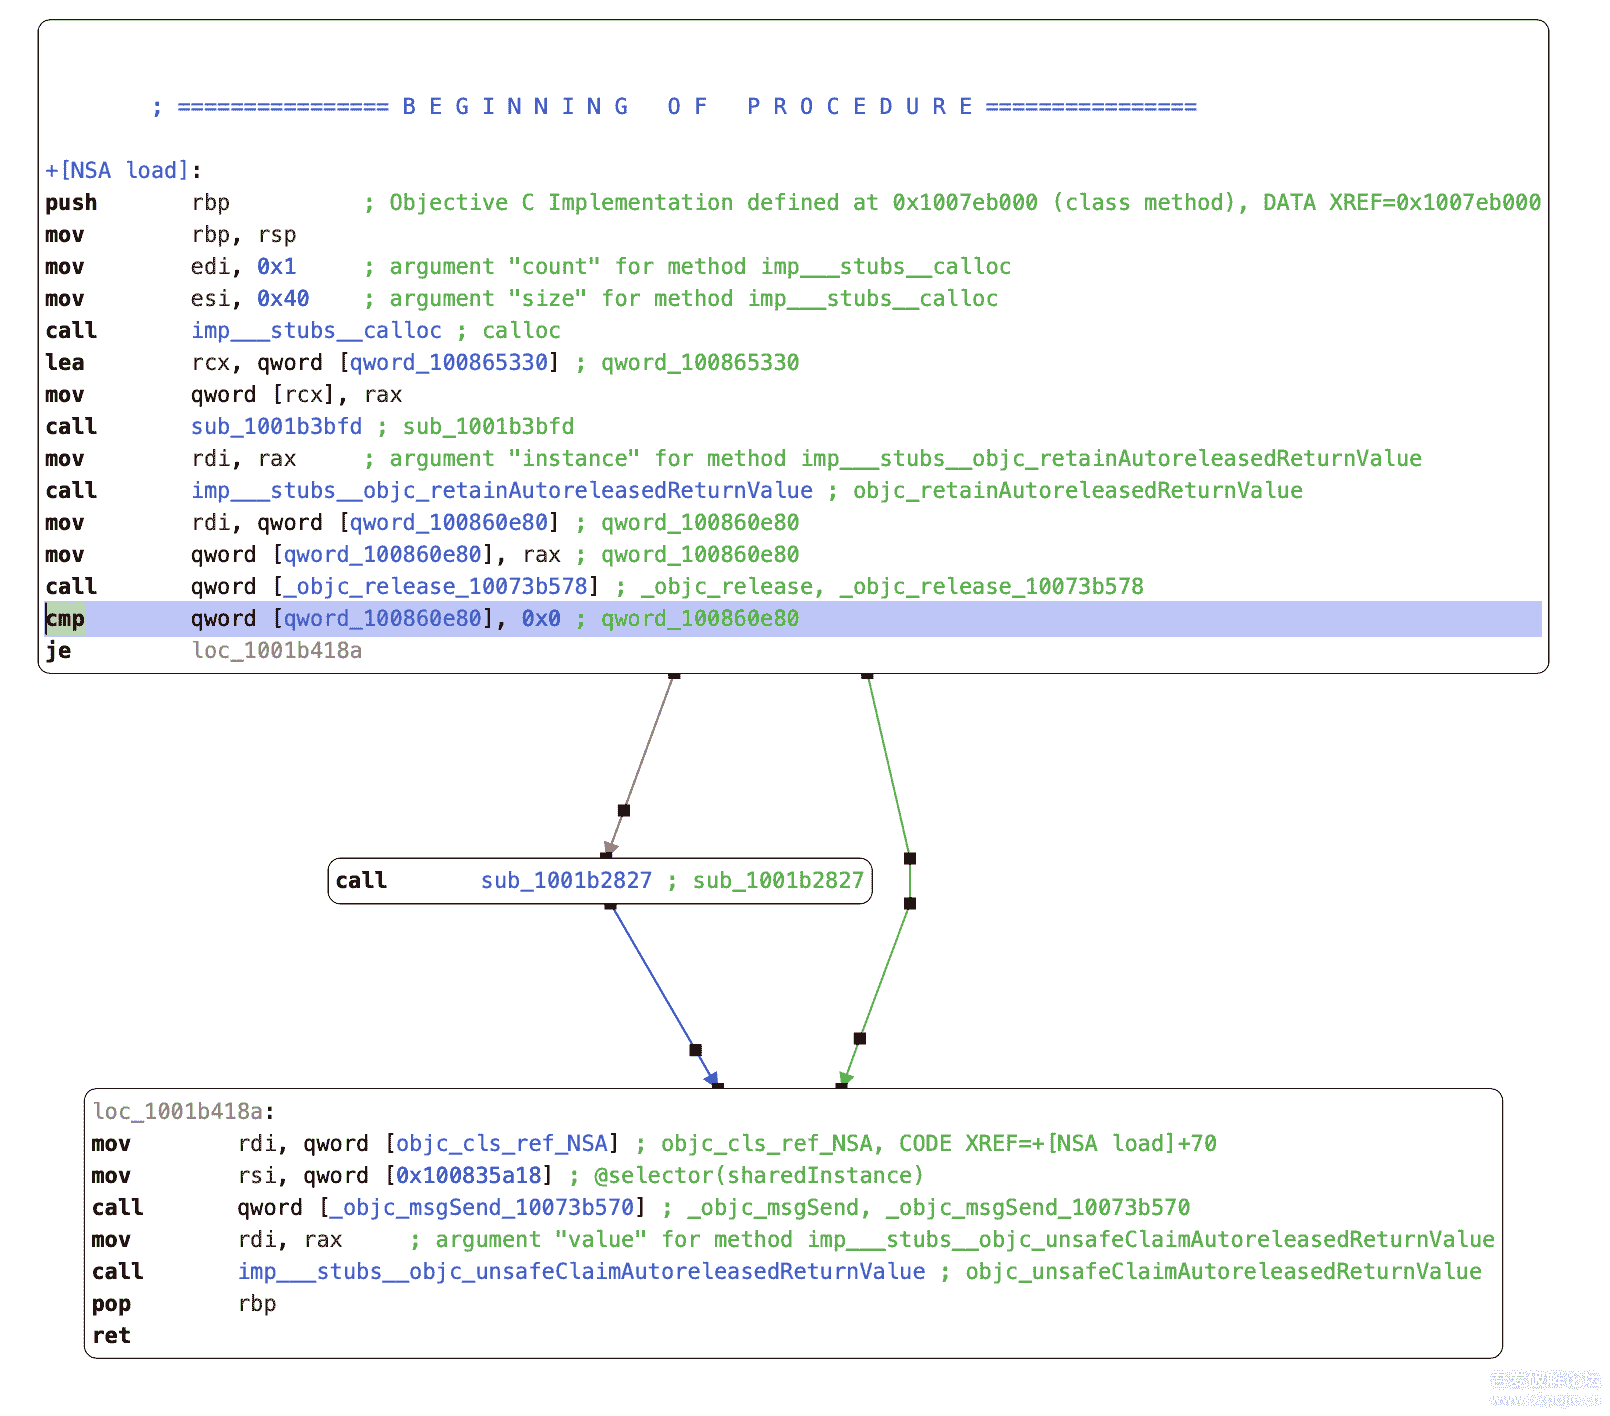 ; ================ B E G I N N I N G   O F   P R O C E D U R E ================
+[NSA load]:
push rbp ; Objective C Implementation defined at 0x1007eb000 (class method), DATA XREF=0x1007eb000
mov rbp, rsp
mov edi, 0x1 ; argument "count" for method imp___stubs__calloc
mov esi, 0x40 ; argument "size" for method imp___stubs__calloc
call imp___stubs__calloc ; calloc
lea rcx, qword [qword_100865330] ; qword_100865330
mov qword [rcx], rax
call sub_1001b3bfd ; sub_1001b3bfd
mov rdi, rax ; argument "instance" for method imp___stubs__objc_retainAutoreleasedReturnValue
call imp___stubs__objc_retainAutoreleasedReturnValue ; objc_retainAutoreleasedReturnValue
mov rdi, qword [qword_100860e80] ; qword_100860e80
mov qword [qword_100860e80], rax ; qword_100860e80
call qword [_objc_release_10073b578] ; _objc_release, _objc_release_10073b578
cmp qword [qword_100860e80], 0x0 ; qword_100860e80
je loc_1001b418a
call sub_1001b2827 ; sub_1001b2827
loc_1001b418a:
mov rdi, qword [objc_cls_ref_NSA] ; objc_cls_ref_NSA, CODE XREF=+[NSA load]+70
mov rsi, qword [0x100835a18] ; @selector(sharedInstance)
call qword [_objc_msgSend_10073b570] ; _objc_msgSend, _objc_msgSend_10073b570
mov rdi, rax ; argument "value" for method imp___stubs__objc_unsafeClaimAutoreleasedReturnValue
call imp___stubs__objc_unsafeClaimAutoreleasedReturnValue ; objc_unsafeClaimAutoreleasedReturnValue
pop rbp
ret